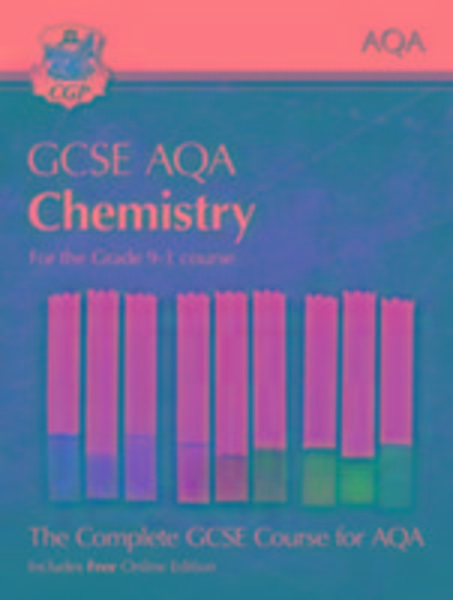 AQA
CGP
GCSE AQA
Chemistry
For the Grade 9-1 course
The Complete GCSE Course for AQA
Includes Free Online Edition